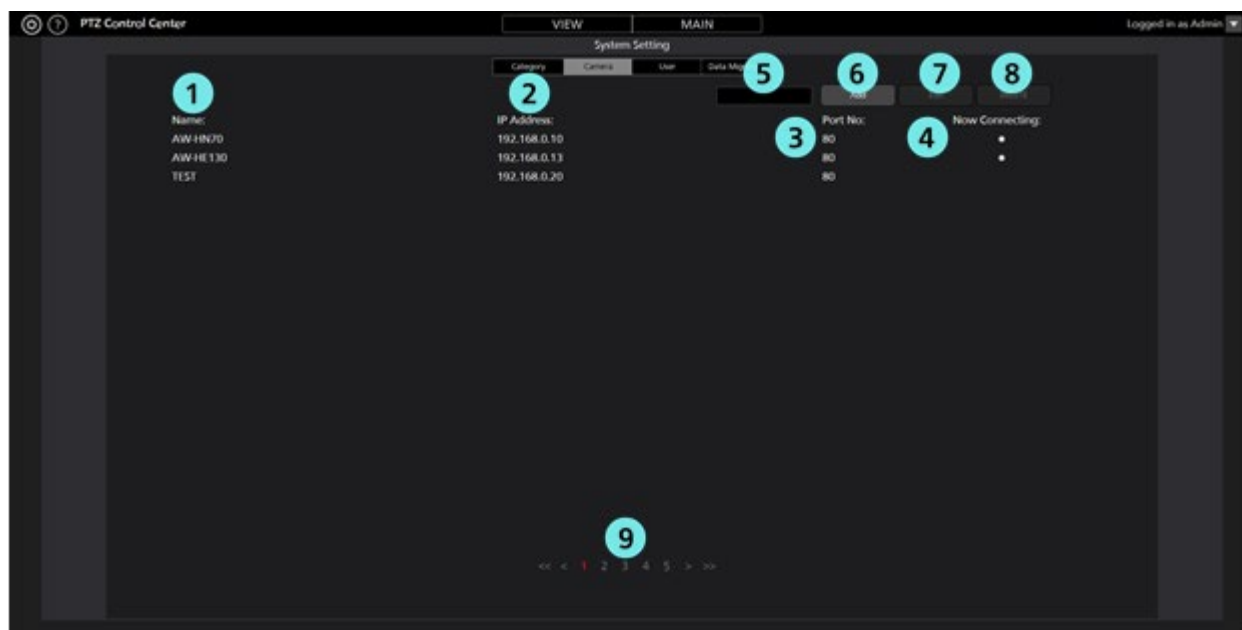 PTZ Control Center VIEW MAIN Logged in as Admin
System Setting
Category Camera User Data Mig
5 6 7 8
1 2
Add
Name: IP Address: Port No: Now Connecting:
3 4
AW-HN70 192.168.0.10 80
AW-HE130 192.168.0.13 80
TEST 192.168.0.20 80
9
<< < 1 2 3 4 5 > >>